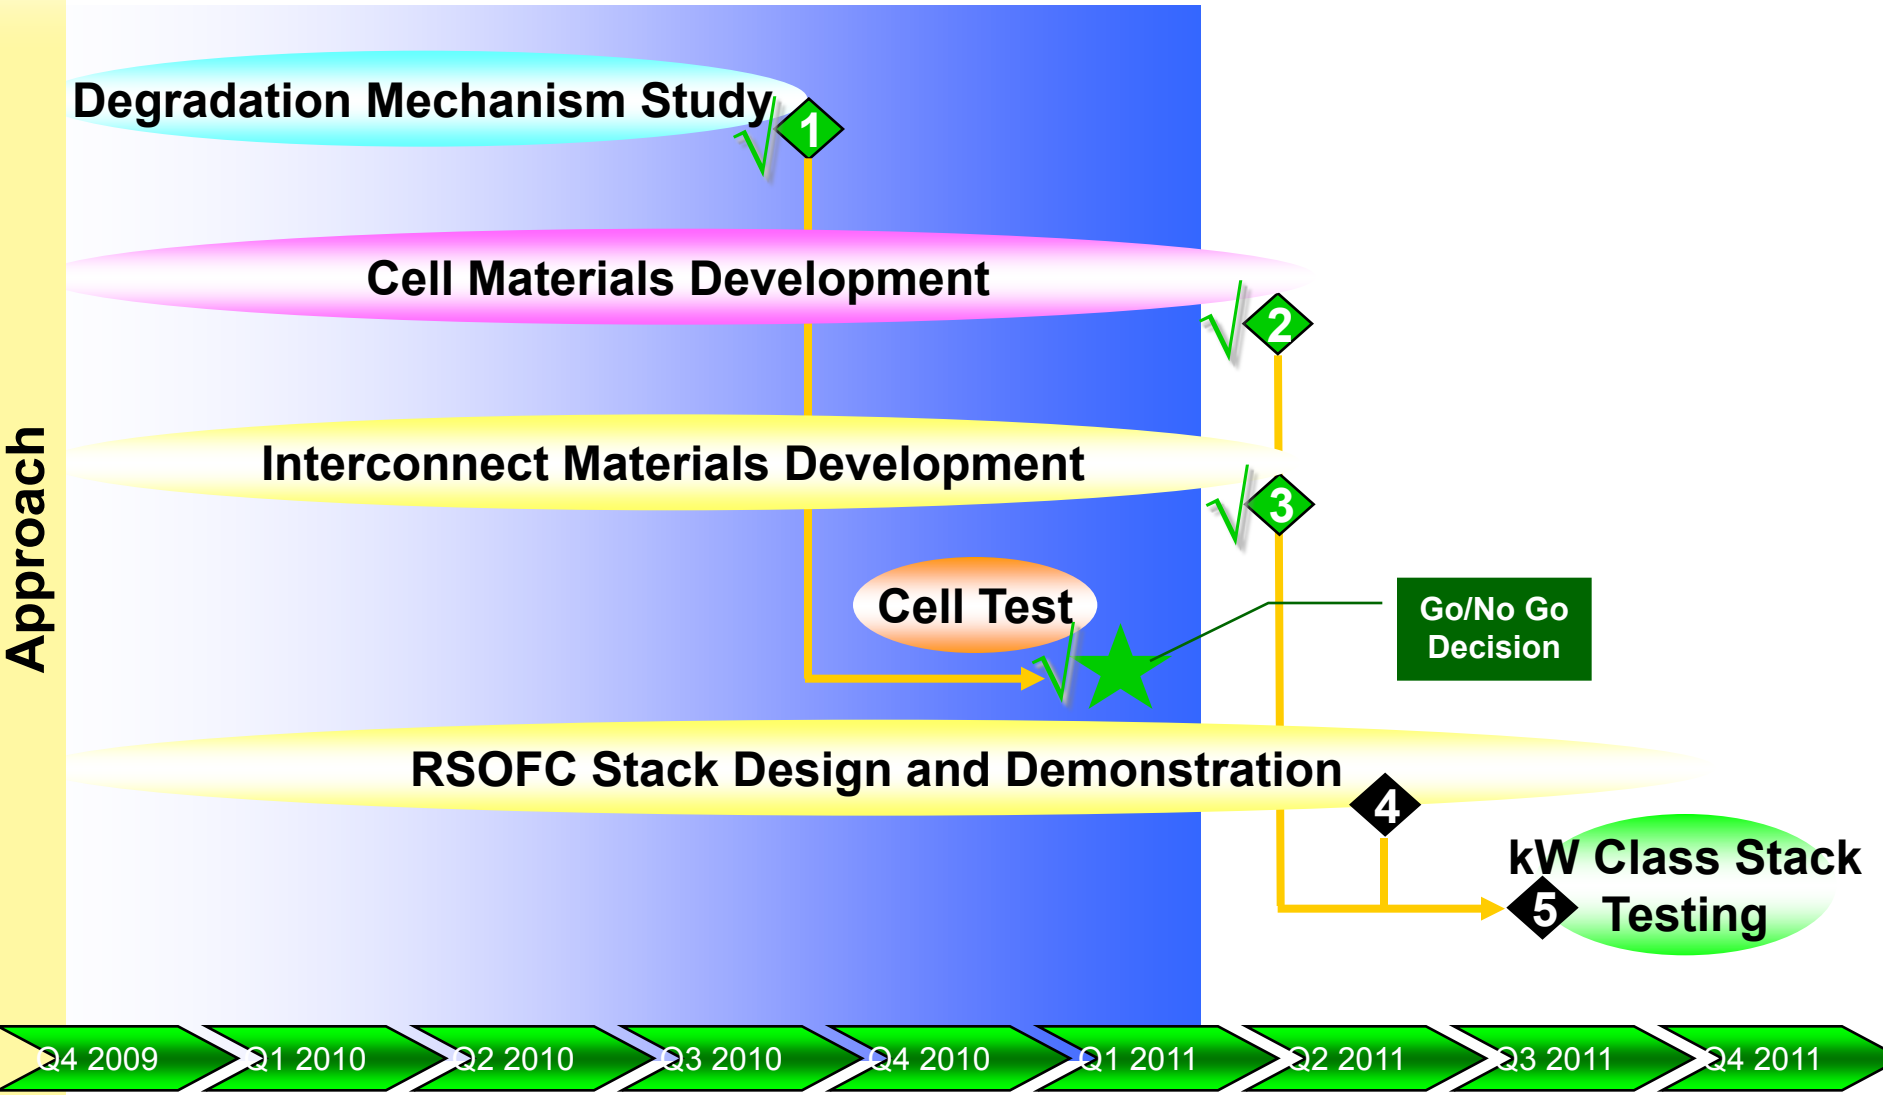 Approach
Degradation Mechanism Study
1
Cell Materials Development
2
Interconnect Materials Development
3
Cell Test
Go/No Go
Decision
RSOFC Stack Design and Demonstration
4
kW Class Stack
5 Testing
Q4 2009 Q1 2010 Q2 2010 Q3 2010 Q4 2010 Q1 2011 Q2 2011 Q3 2011 Q4 2011